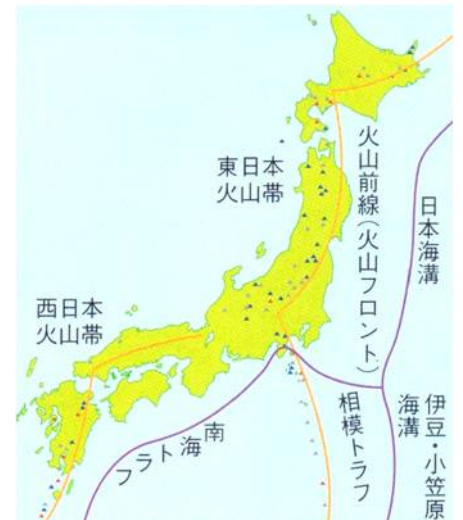 東日本
火山帯
火山前線(火山フロント)
日本海溝
西日本
火山帯
南海トラフ
相模トラフ
伊豆・小笠原
海溝